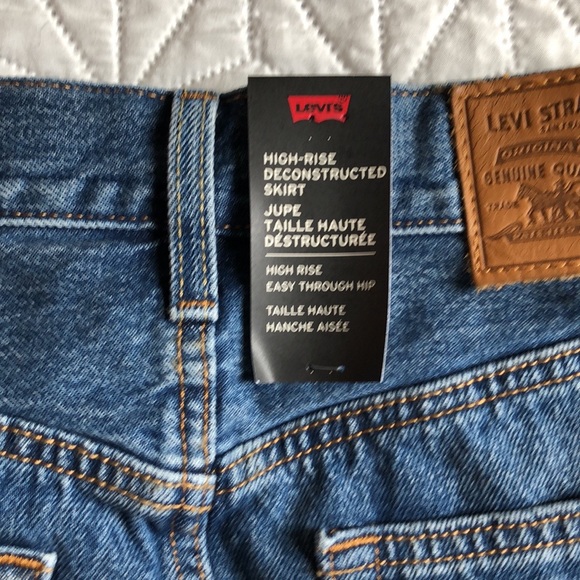 Levi's
HIGH-RISE
DECONSTRUCTED
SKIRT
JUPE
TAILLE HAUTE
DÉSTRUCTURÉE
HIGH RISE
EASY THROUGH HIP
TAILLE HAUTE
HANCHE AISÉE
LEVI STRA
ORIGINAL
GENUINE QUA
TRADE